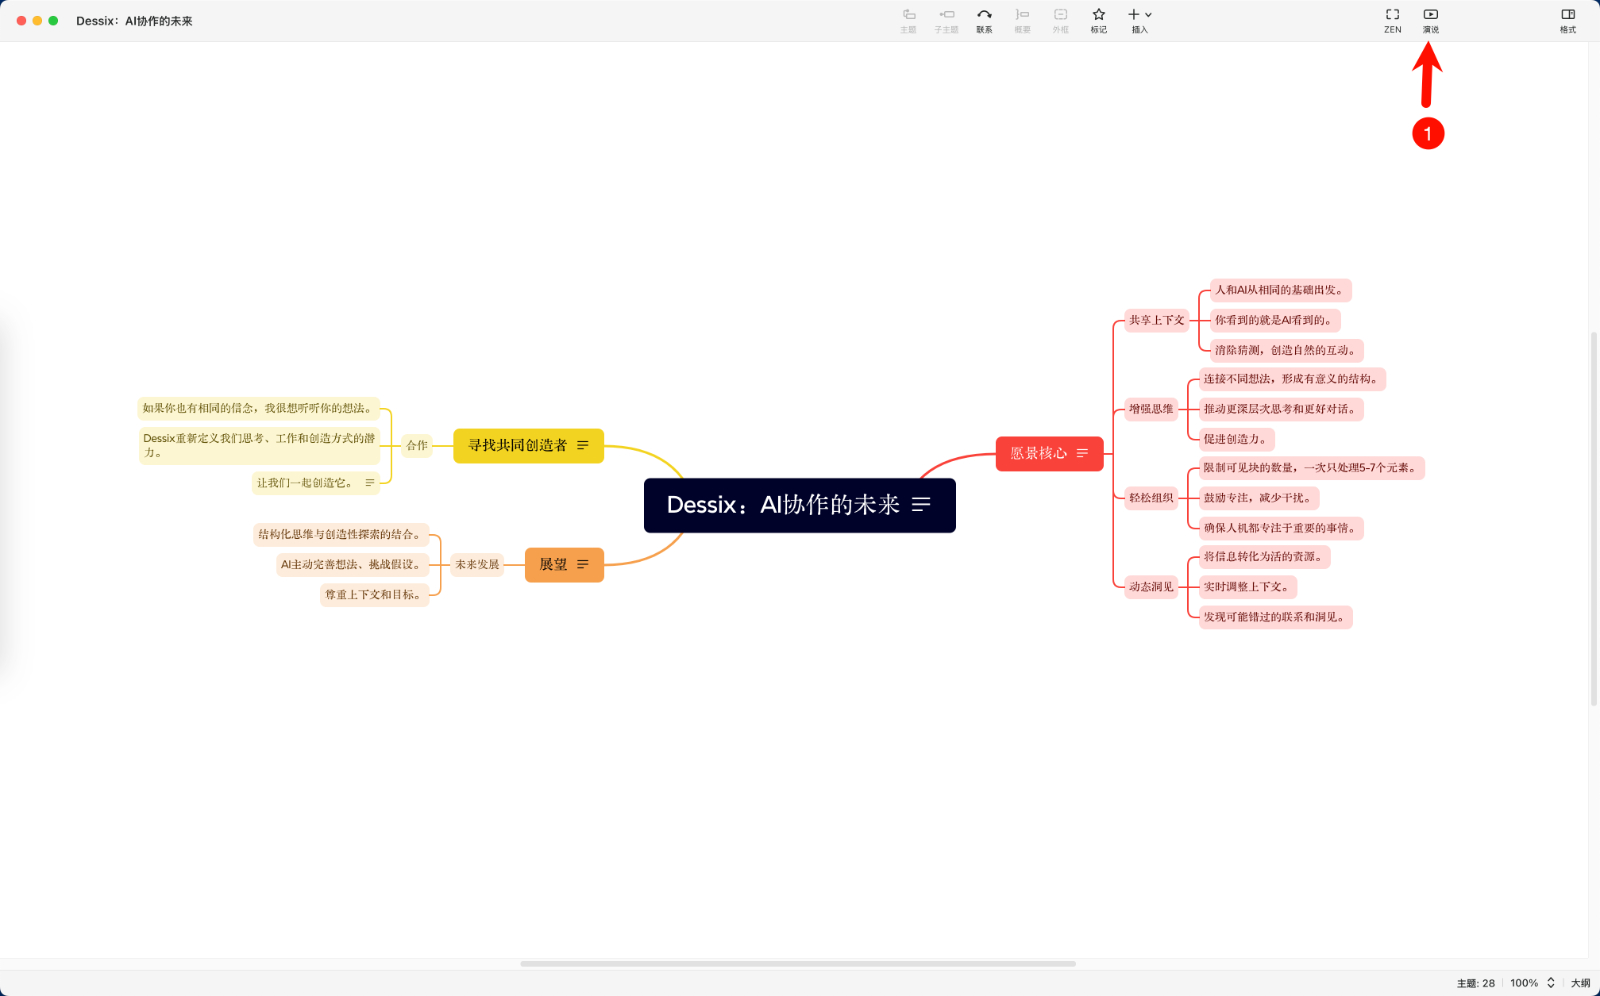 Dessix：AI协作的未来
主题
子主题
联系
概要
外框
标记
插入
ZEN
演说
格式
1
Dessix：AI协作的未来
寻找共同创造者
合作
如果你也有相同的信念，我很想听听你的想法。
Dessix重新定义我们思考、工作和创造方式的潜
力。
让我们一起创造它。
展望
未来发展
结构化思维与创造性探索的结合。
AI主动完善想法、挑战假设。
尊重上下文和目标。
愿景核心
共享上下文
人和AI从相同的基础出发。
你看到的就是AI看到的。
消除猜测，创造自然的互动。
增强思维
连接不同想法，形成有意义的结构。
推动更深层次思考和更好对话。
促进创造力。
轻松组织
限制可见块的数量，一次只处理5-7个元素。
鼓励专注，减少干扰。
确保人机都专注于重要的事情。
动态洞见
将信息转化为活的资源。
实时调整上下文。
发现可能错过的联系和洞见。
主题: 28
100%
大纲